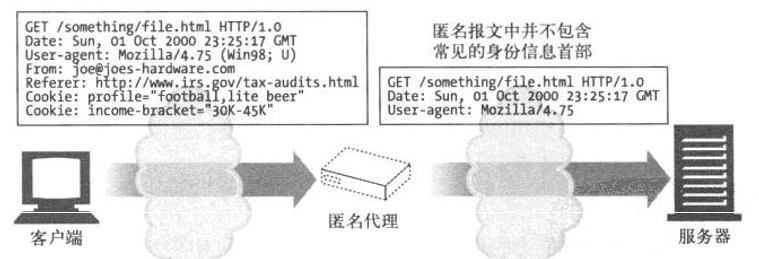 GET /something/file.html HTTP/1.0
Date: Sun, 01 Oct 2000 23:25:17 GMT
User-agent: Mozilla/4.75 (Win98; U)
From: joe@joes-hardware.com
Referer: http://www.irs.gov/tax-audits.html
Cookie: profile="football,lite beer"
Cookie: income-bracket="30K-45K"
匿名报文中并不包含
常见的身份信息首部
GET /something/file.html HTTP/1.0
Date: Sun, 01 Oct 2000 23:25:17 GMT
User-agent: Mozilla/4.75
客户端
匿名代理
服务器